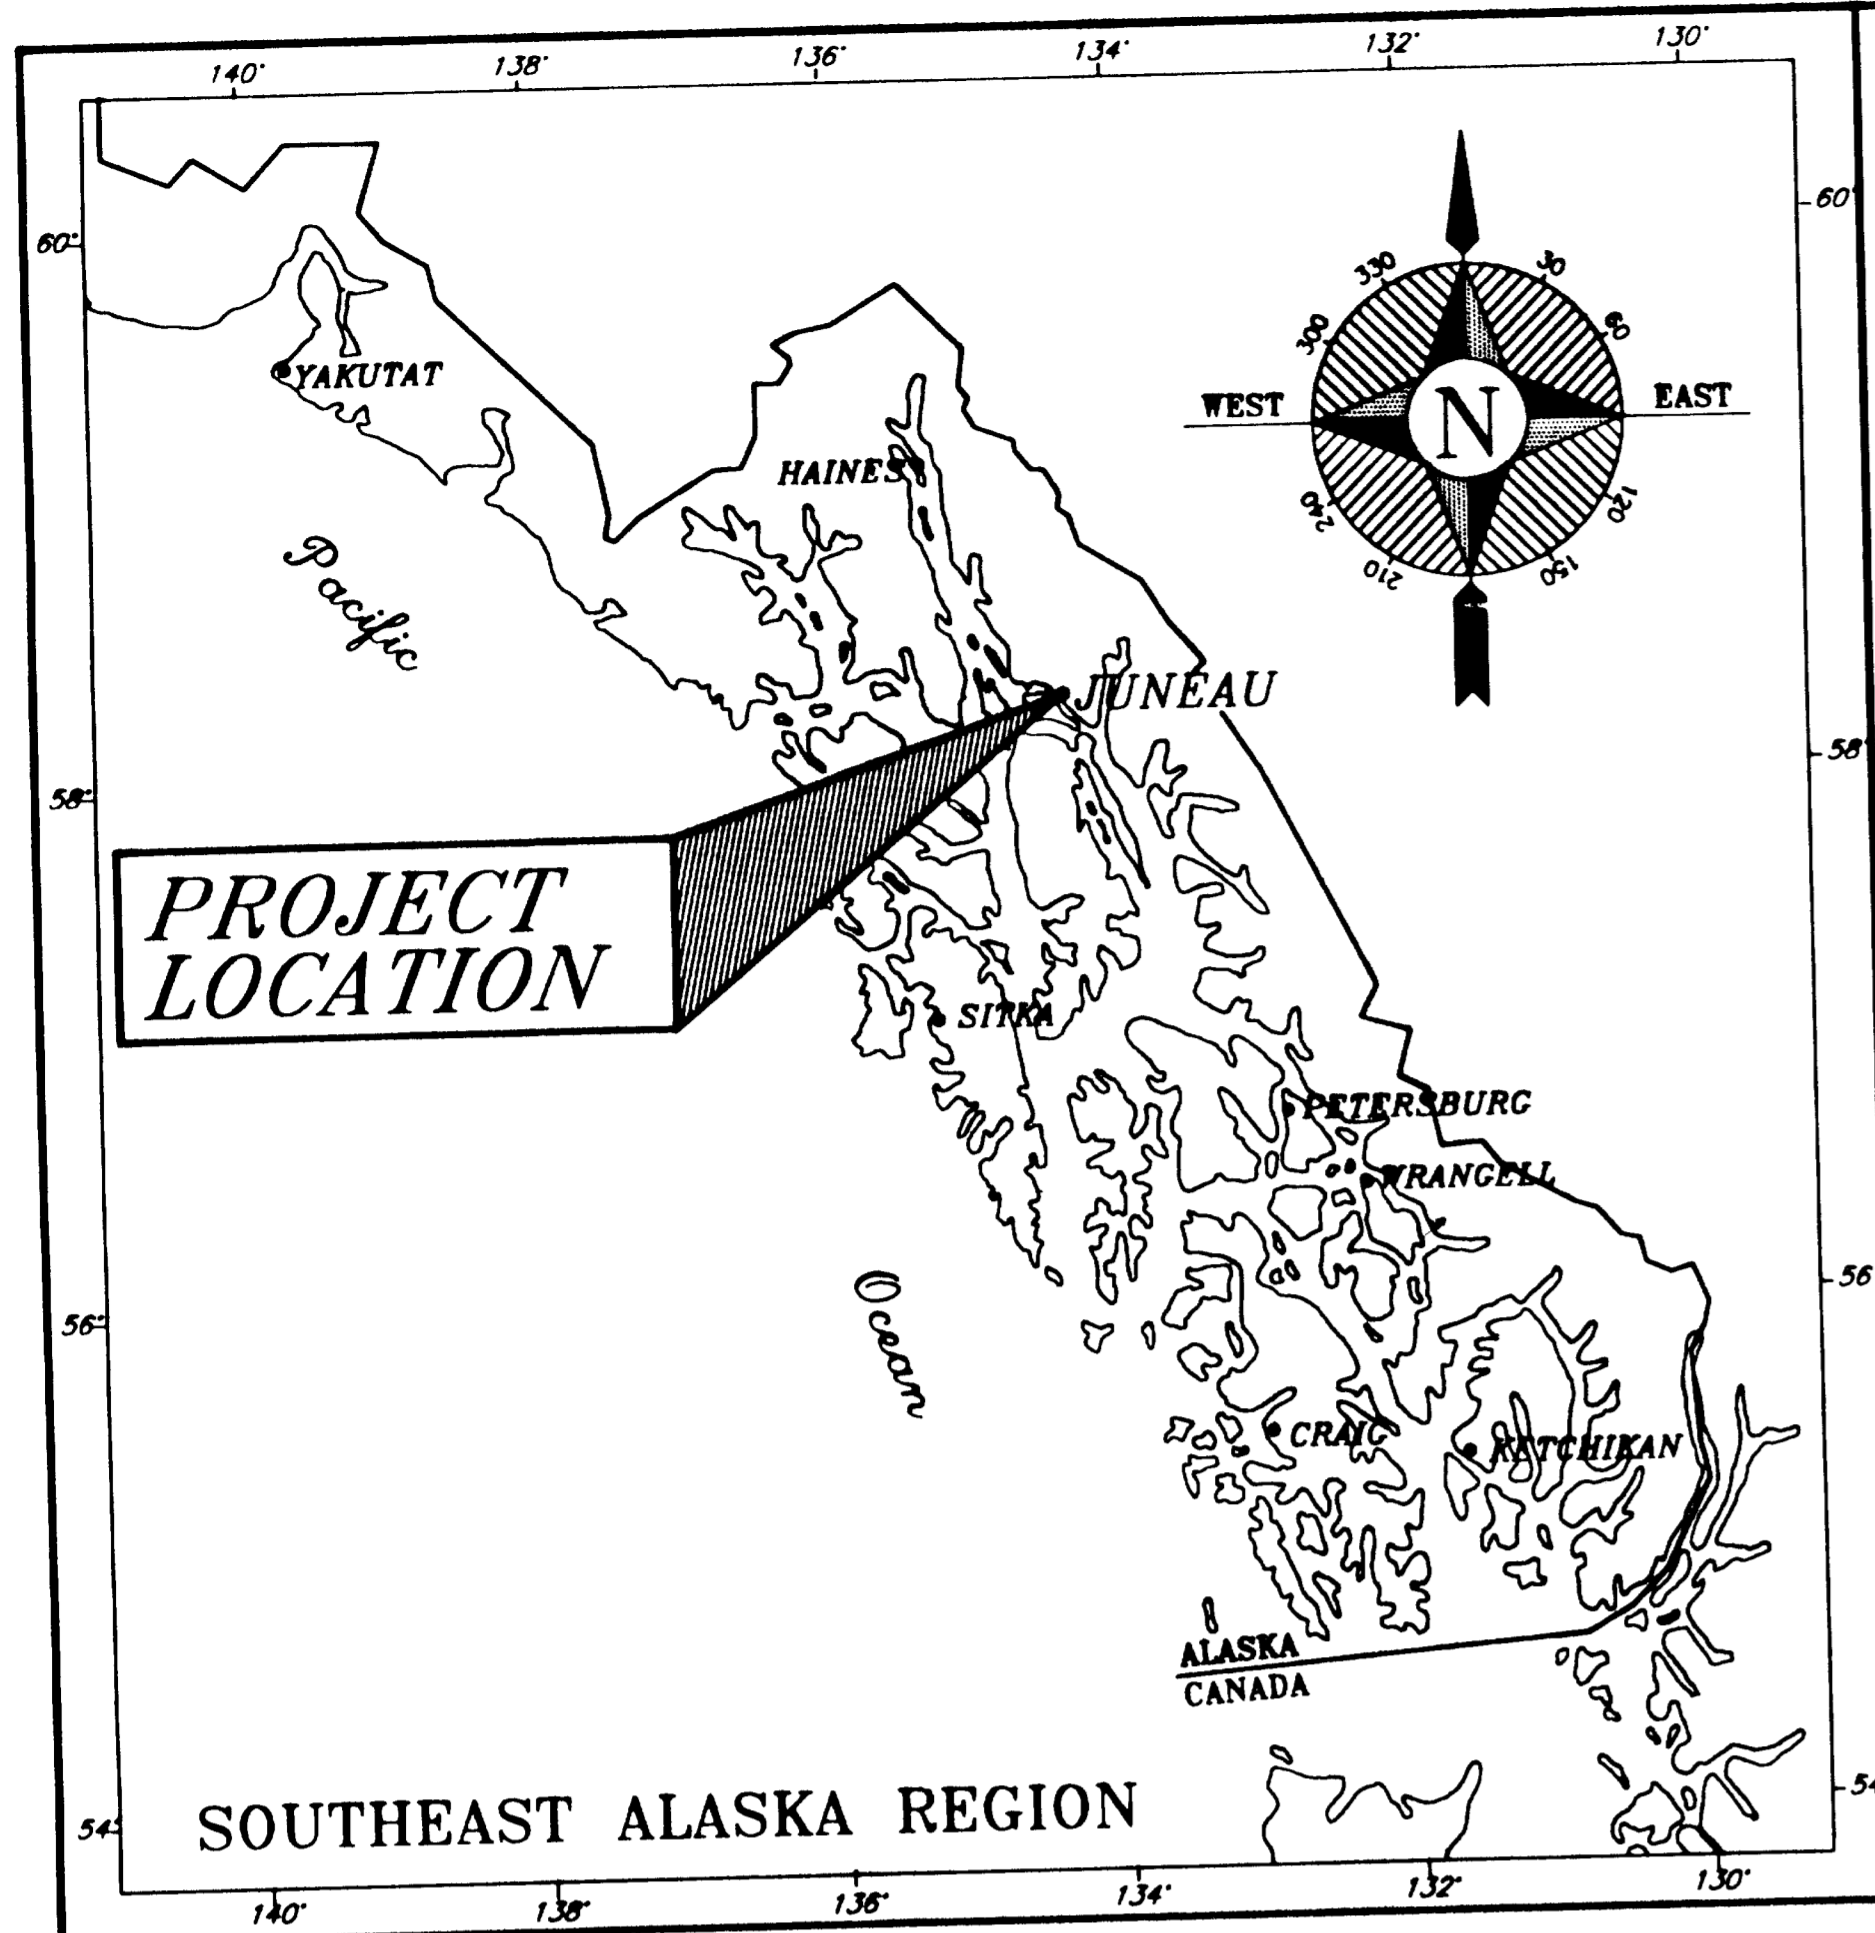 140° 138° 136° 134° 132° 130°
60° 60°
330 30
300 60
YAKUTAT
WEST N EAST
HAINES
240 120
210 150
Pacific
JUNEAU
58° 58°
PROJECT
LOCATION
SITKA
PETERSBURG
WRANGELL
Ocean
56° 56
CRAIG
KETCHIKAN
ALASKA
CANADA
SOUTHEAST ALASKA REGION
54° 54
140° 138° 136° 134° 132° 130°